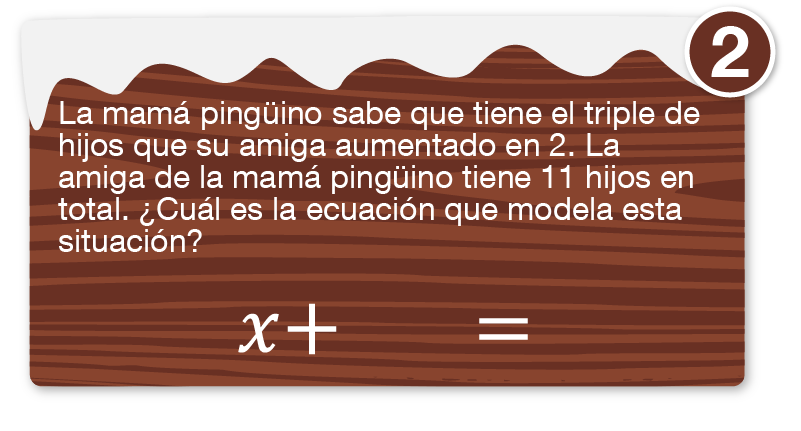 2
La mamá pingüino sabe que tiene el triple de
hijos que su amiga aumentado en 2. La
amiga de la mamá pingüino tiene 11 hijos en
total. ¿Cuál es la ecuación que modela esta
situación?
x+ =